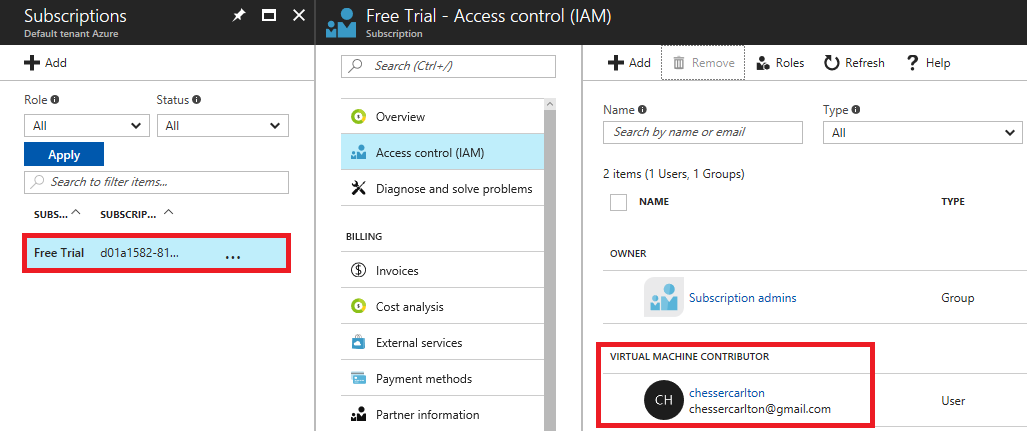 Subscriptions
Default tenant Azure
Add
Role
Status
All
All
Apply
Search to filter items...
SUBS...
SUBSCRIP...
Free Trial
d01a1582-81...
...
Free Trial - Access control (IAM)
Subscription
Search (Ctrl+/)
Overview
Access control (IAM)
Diagnose and solve problems
BILLING
Invoices
Cost analysis
External services
Payment methods
Partner information
Add
Remove
Roles
Refresh
Help
Name
Type
Search by name or email
All
2 items (1 Users, 1 Groups)
NAME
TYPE
OWNER
Subscription admins
Group
VIRTUAL MACHINE CONTRIBUTOR
CH
chessercarlton
chessercarlton@gmail.com
User